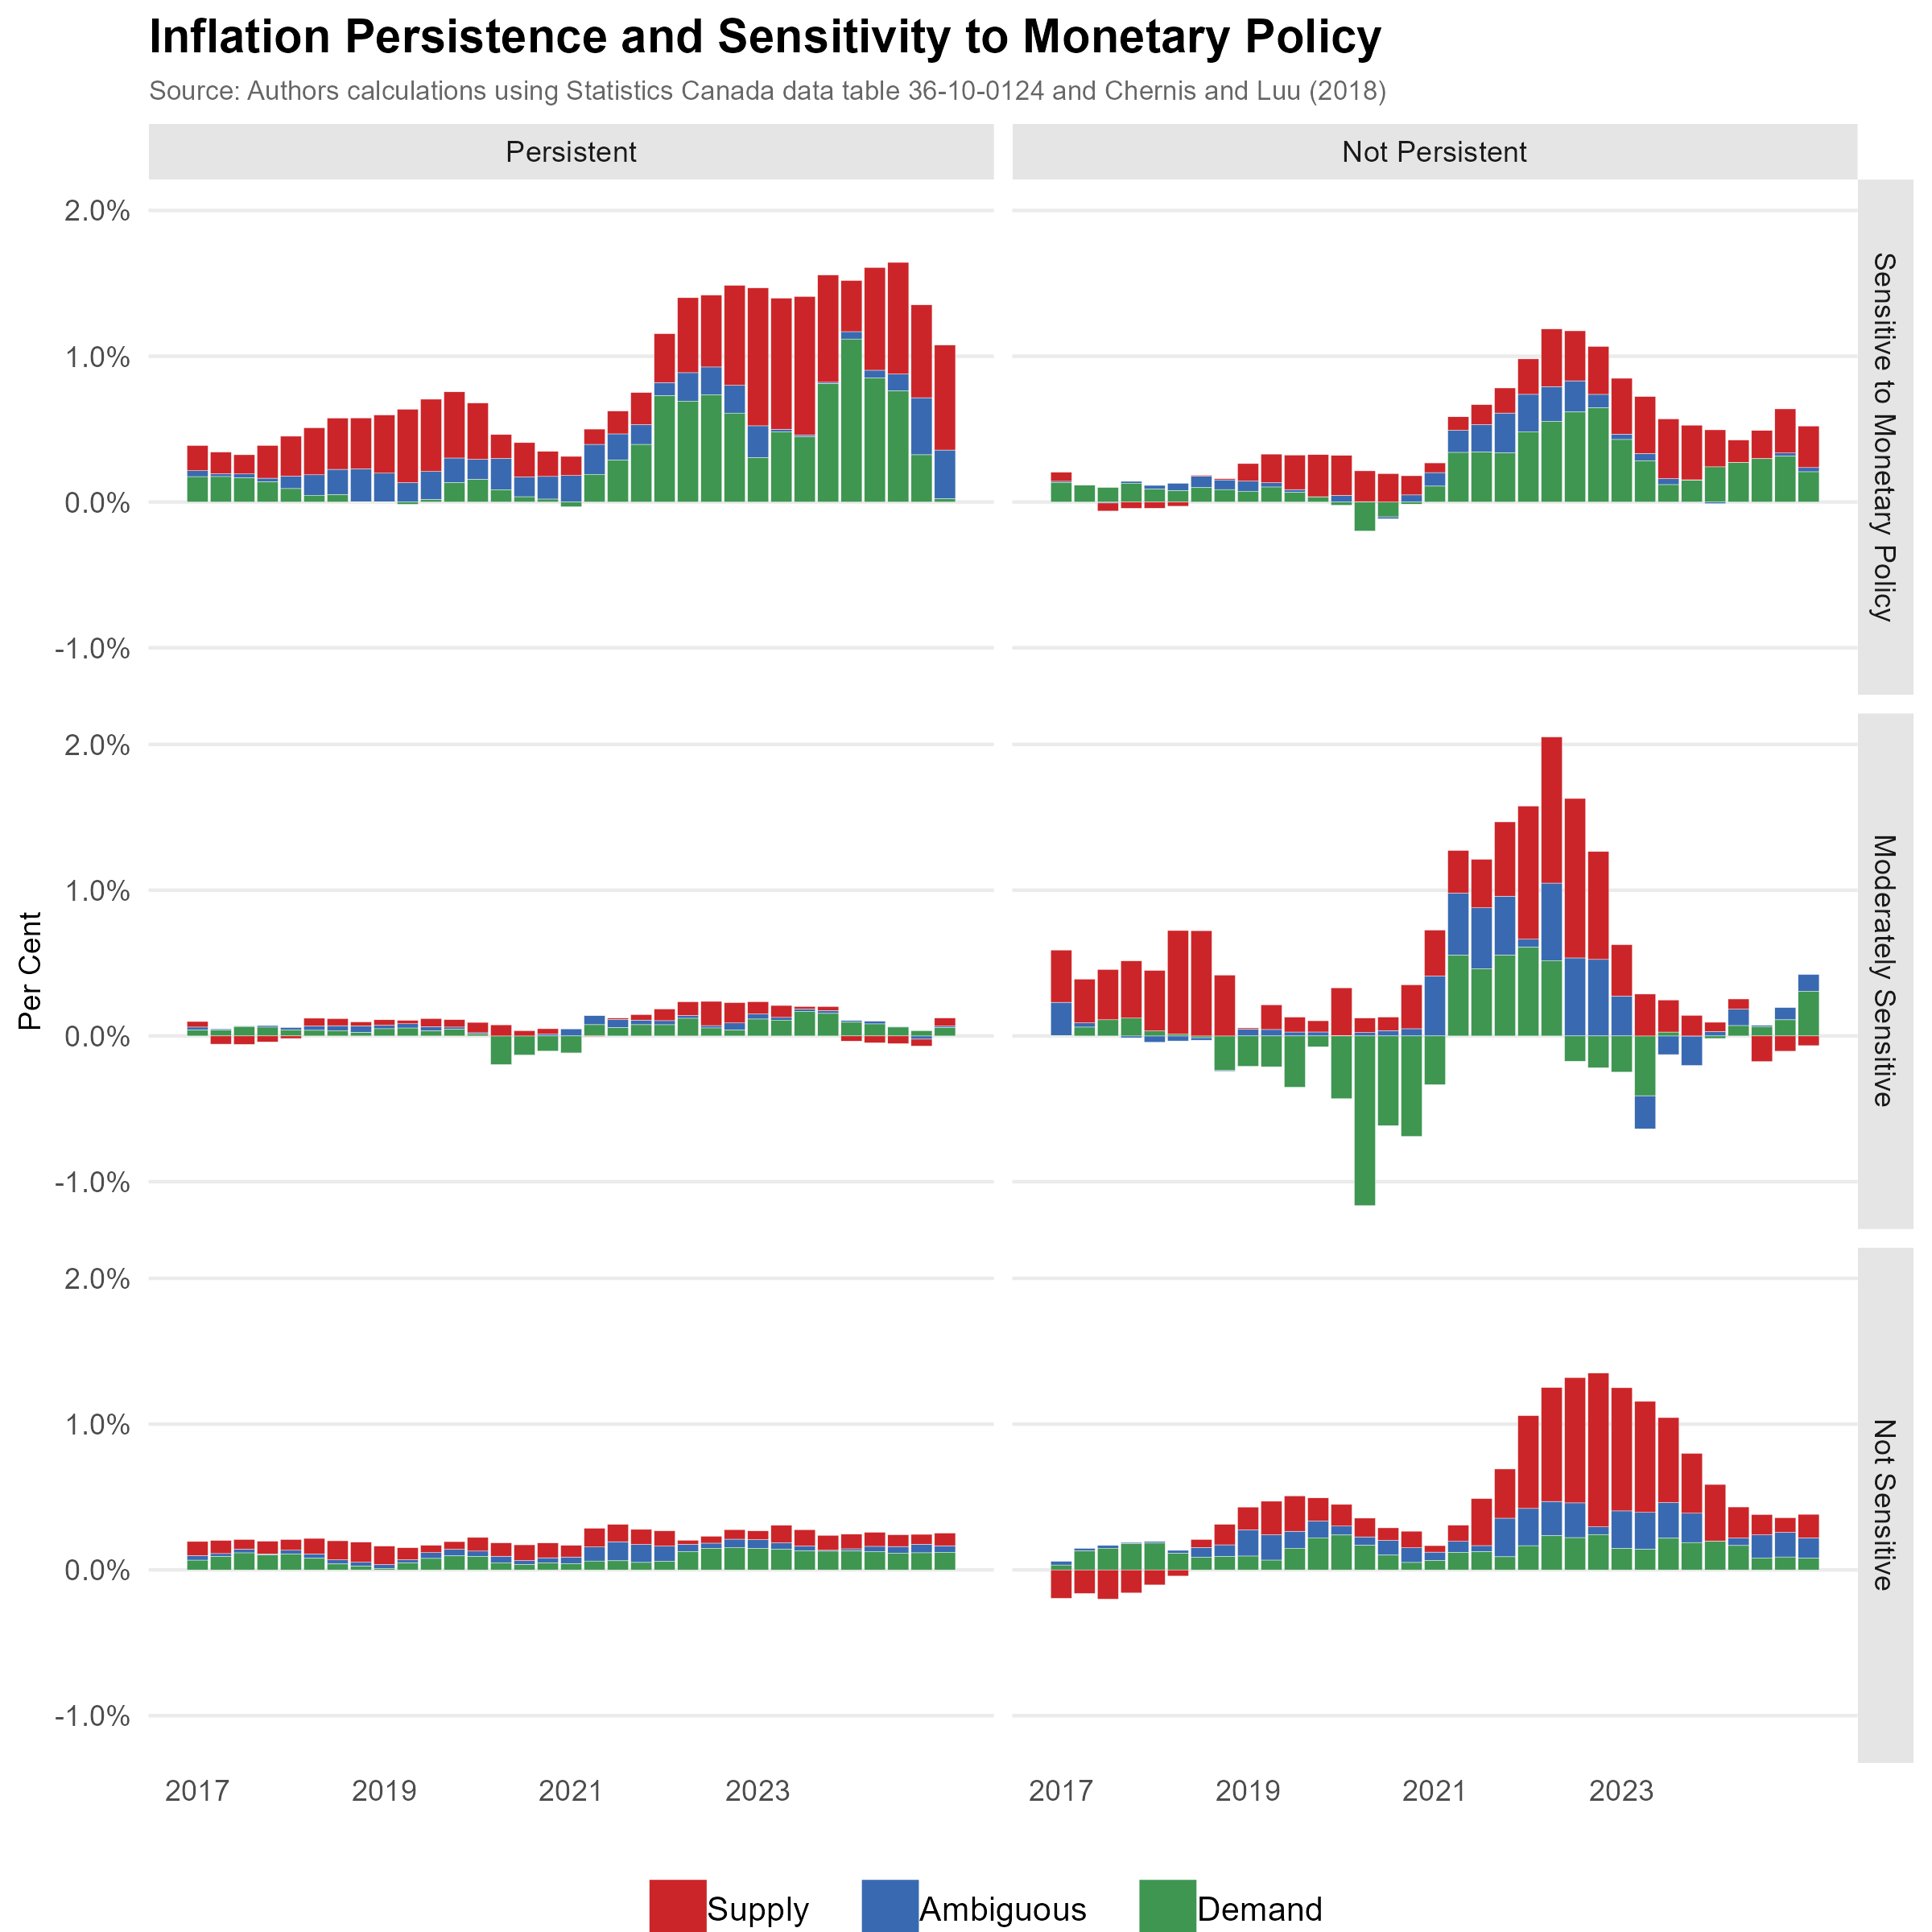 Inflation Persistence and Sensitivity to Monetary Policy
Source: Authors calculations using Statistics Canada data table 36-10-0124 and Chernis and Luu (2018)
Persistent
Not Persistent
2.0%
1.0%
0.0%
-1.0%
Sensitive to Monetary Policy
Per Cent
2.0%
1.0%
0.0%
-1.0%
Moderately Sensitive
2.0%
1.0%
0.0%
-1.0%
Not Sensitive
2017 2019 2021 2023
2017 2019 2021 2023
Supply Ambiguous Demand